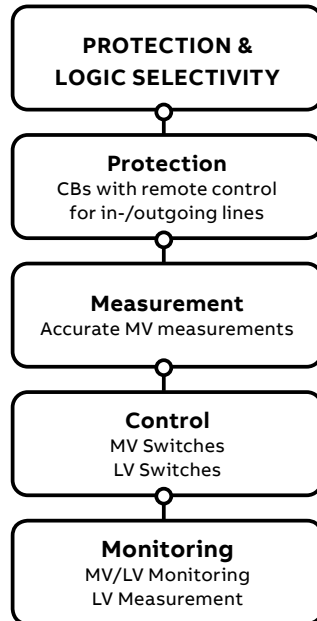 PROTECTION &
LOGIC SELECTIVITY
Protection
CBs with remote control
for in-/outgoing lines
Measurement
Accurate MV measurements
Control
MV Switches
LV Switches
Monitoring
MV/LV Monitoring
LV Measurement